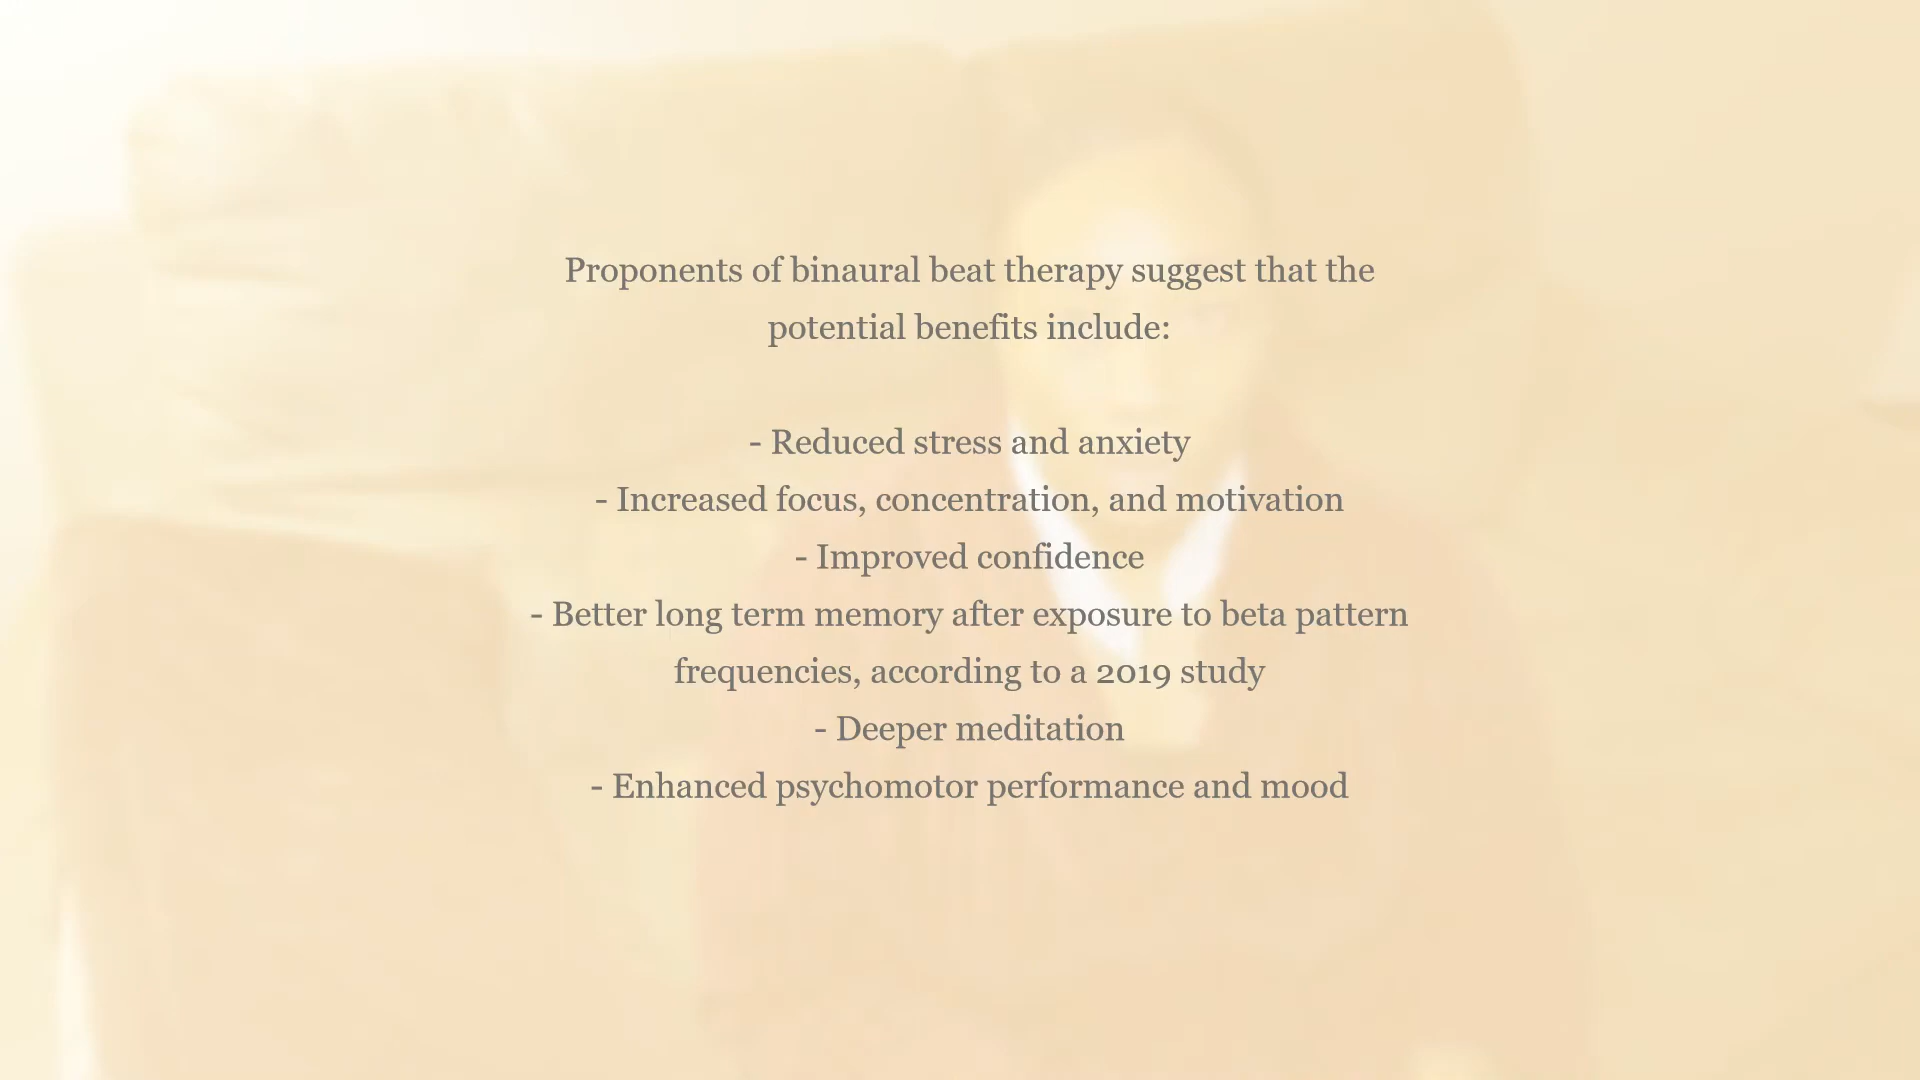 Proponents of binaural beat therapy suggest that the
potential benefits include:
- Reduced stress and anxiety
- Increased focus, concentration, and motivation
- Improved confidence
- Better long term memory after exposure to beta pattern
frequencies, according to a 2019 study
- Deeper meditation
- Enhanced psychomotor performance and mood